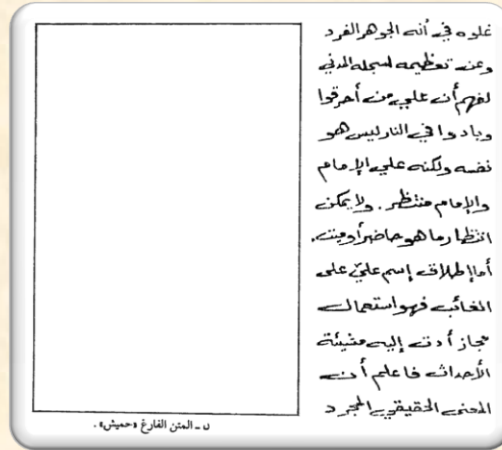 غلوه في أنه الجوهر الفرد
وعن تعظيمه لسجله المدني
لفهم أن علي من أحرقوا
وبادوا في النار ليس هو
نفسه ولكنه علي الإمام
والإمام منتظر. ولا يمكن
انتظار ما هو حاضر أو ميت.
أما إطلاق إسم علي على
الغائب فهو استعمال
مجاز أدت إليه مشيئة
الأحداث فاعلم أن
المعنى الحقيقي المجرد
ں - المتن الفارغ «حميش».